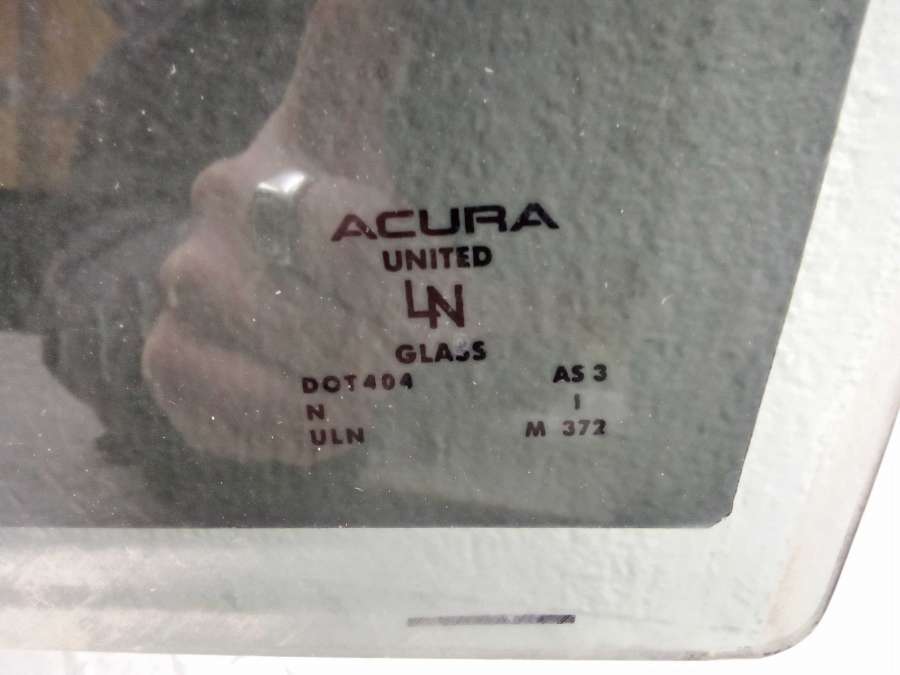 ACURA
UNITED
LN
GLASS
DOT404 AS 3
N I
ULN M 372